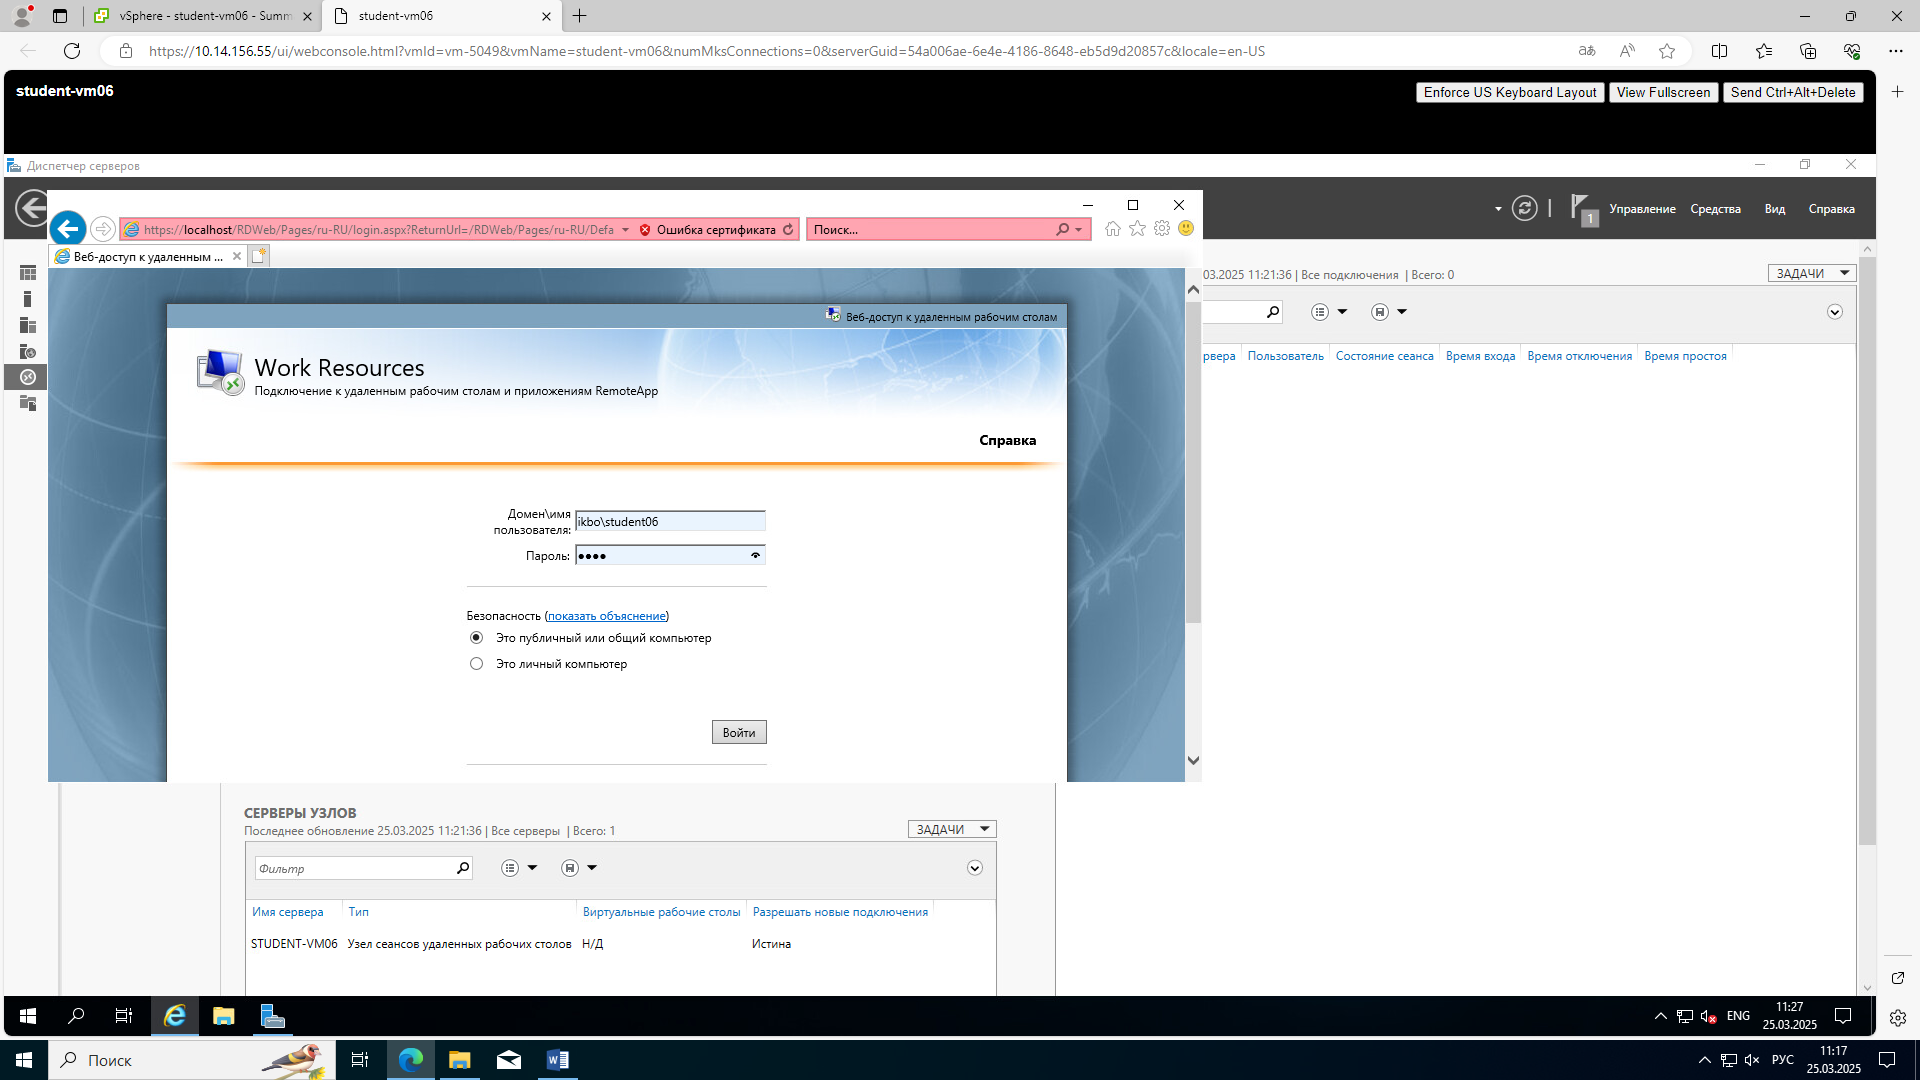 vSphere - student-vm06 - Summ
student-vm06
https://10.14.156.55/ui/webconsole.html?vmId=vm-5049&vmName=student-vm06&numMksConnections=0&serverGuid=54a006ae-6e4e-4186-8648-eb5d9d20857c&locale=en-US
student-vm06
Enforce US Keyboard Layout
View Fullscreen
Send Ctrl+Alt+Delete
Диспетчер серверов
1
Управление
Средства
Вид
Справка
https://localhost/RDWeb/Pages/ru-RU/login.aspx?ReturnUrl=/RDWeb/Pages/ru-RU/Defa
Ошибка сертификата
Поиск...
Веб-доступ к удаленным ...
03.2025 11:21:36 | Все подключения | Всего: 0
ЗАДАЧИ
рвера
Пользователь
Состояние сеанса
Время входа
Время отключения
Время простоя
Веб-доступ к удаленным рабочим столам
Work Resources
Подключение к удаленным рабочим столам и приложениям RemoteApp
Справка
Домен\имя
пользователя:
ikbo\student06
Пароль:
Безопасность (показать объяснение)
Это публичный или общий компьютер
Это личный компьютер
Войти
СЕРВЕРЫ УЗЛОВ
Последнее обновление 25.03.2025 11:21:36 | Все серверы | Всего: 1
ЗАДАЧИ
Фильтр
Имя сервера
Тип
Виртуальные рабочие столы
Разрешать новые подключения
STUDENT-VM06
Узел сеансов удаленных рабочих столов
Н/Д
Истина
ENG
11:27
25.03.2025
Поиск
РУС
11:17
25.03.2025